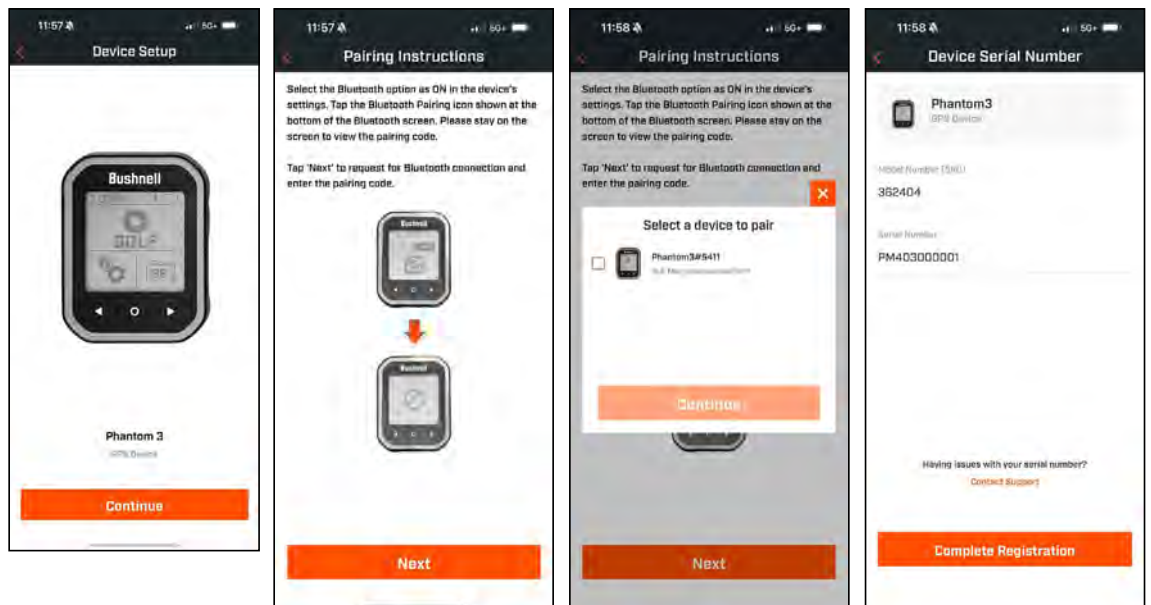 11:57
5G+
Device Setup
Bushnell
GOLF
Phantom 3
GPS Device
Continue
11:57
5G+
Pairing Instructions
Select the Bluetooth option as ON in the device's
settings. Tap the Bluetooth Pairing icon shown at the
bottom of the Bluetooth screen. Please stay on the
screen to view the pairing code.
Tap 'Next' to request for Bluetooth connection and
enter the pairing code.
Bushnell
Bushnell
Next
11:58
5G+
Pairing Instructions
Select the Bluetooth option as ON in the device's
settings. Tap the Bluetooth Pairing icon shown at the
bottom of the Bluetooth screen. Please stay on the
screen to view the pairing code.
Tap 'Next' to request for Bluetooth connection and
enter the pairing code.
Select a device to pair
Phantom3#5411
Continue
Next
11:58
5G+
Device Serial Number
Phantom3
GPS Device
Model Number (SKU)
362404
Serial Number
PM403000001
Having issues with your serial number?
Contact Support
Complete Registration